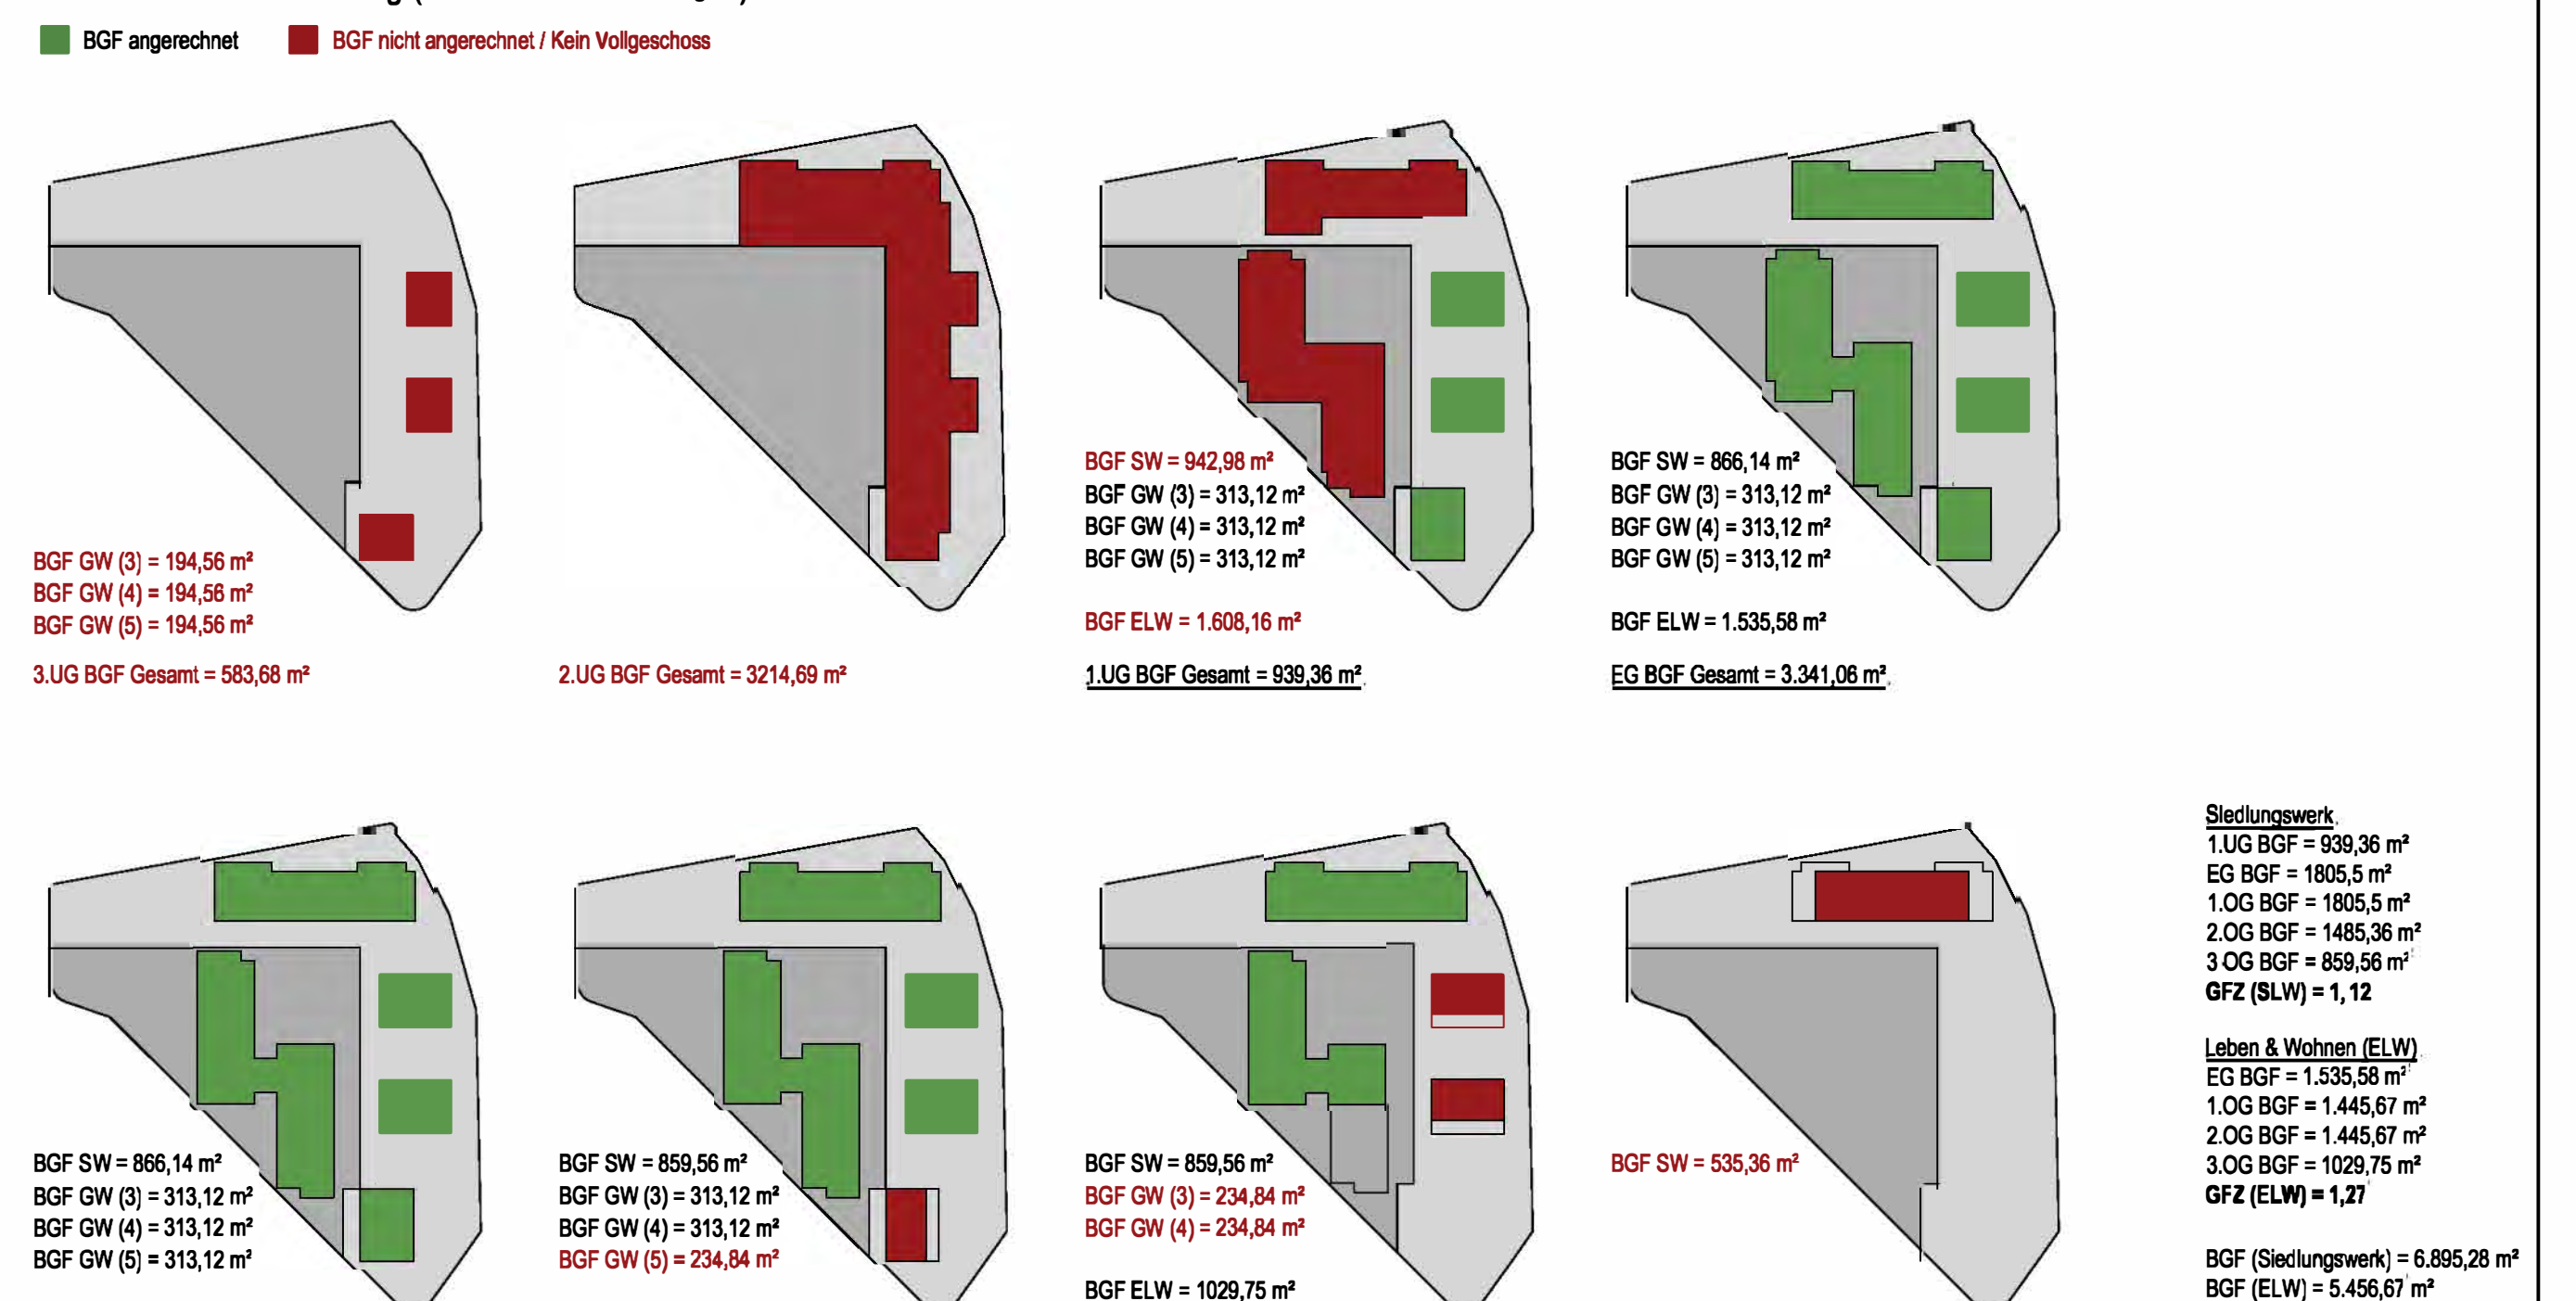 BGF angerechnet
BGF nicht angerechnet / Kein Vollgeschoss
BGF GW (3) = 194,56 m²
BGF GW (4) = 194,56 m²
BGF GW (5) = 194,56 m²
3.UG BGF Gesamt = 583,68 m²
2.UG BGF Gesamt = 3214,69 m²
BGF SW = 942,98 m²
BGF GW (3) = 313,12 m²
BGF GW (4) = 313,12 m²
BGF GW (5) = 313,12 m²
BGF ELW = 1.608,16 m²
1.UG BGF Gesamt = 939,36 m²
BGF SW = 866,14 m²
BGF GW (3) = 313,12 m²
BGF GW (4) = 313,12 m²
BGF GW (5) = 313,12 m²
BGF ELW = 1.535,58 m²
EG BGF Gesamt = 3.341,06 m²
BGF SW = 866,14 m²
BGF GW (3) = 313,12 m²
BGF GW (4) = 313,12 m²
BGF GW (5) = 313,12 m²
BGF SW = 859,56 m²
BGF GW (3) = 313,12 m²
BGF GW (4) = 313,12 m²
BGF GW (5) = 234,84 m²
BGF SW = 859,56 m²
BGF GW (3) = 234,84 m²
BGF GW (4) = 234,84 m²
BGF ELW = 1029,75 m²
BGF SW = 535,36 m²
Siedlungswerk
1.UG BGF = 939,36 m²
EG BGF = 1805,5 m²
1.OG BGF = 1805,5 m²
2.OG BGF = 1485,36 m²
3 OG BGF = 859,56 m²
GFZ (SLW) = 1, 12
Leben & Wohnen (ELW)
EG BGF = 1.535,58 m²
1.OG BGF = 1.445,67 m²
2.OG BGF = 1.445,67 m²
3.OG BGF = 1029,75 m²
GFZ (ELW) = 1,27
BGF (Siedlungswerk) = 6.895,28 m²
BGF (ELW) = 5.456,67 m²